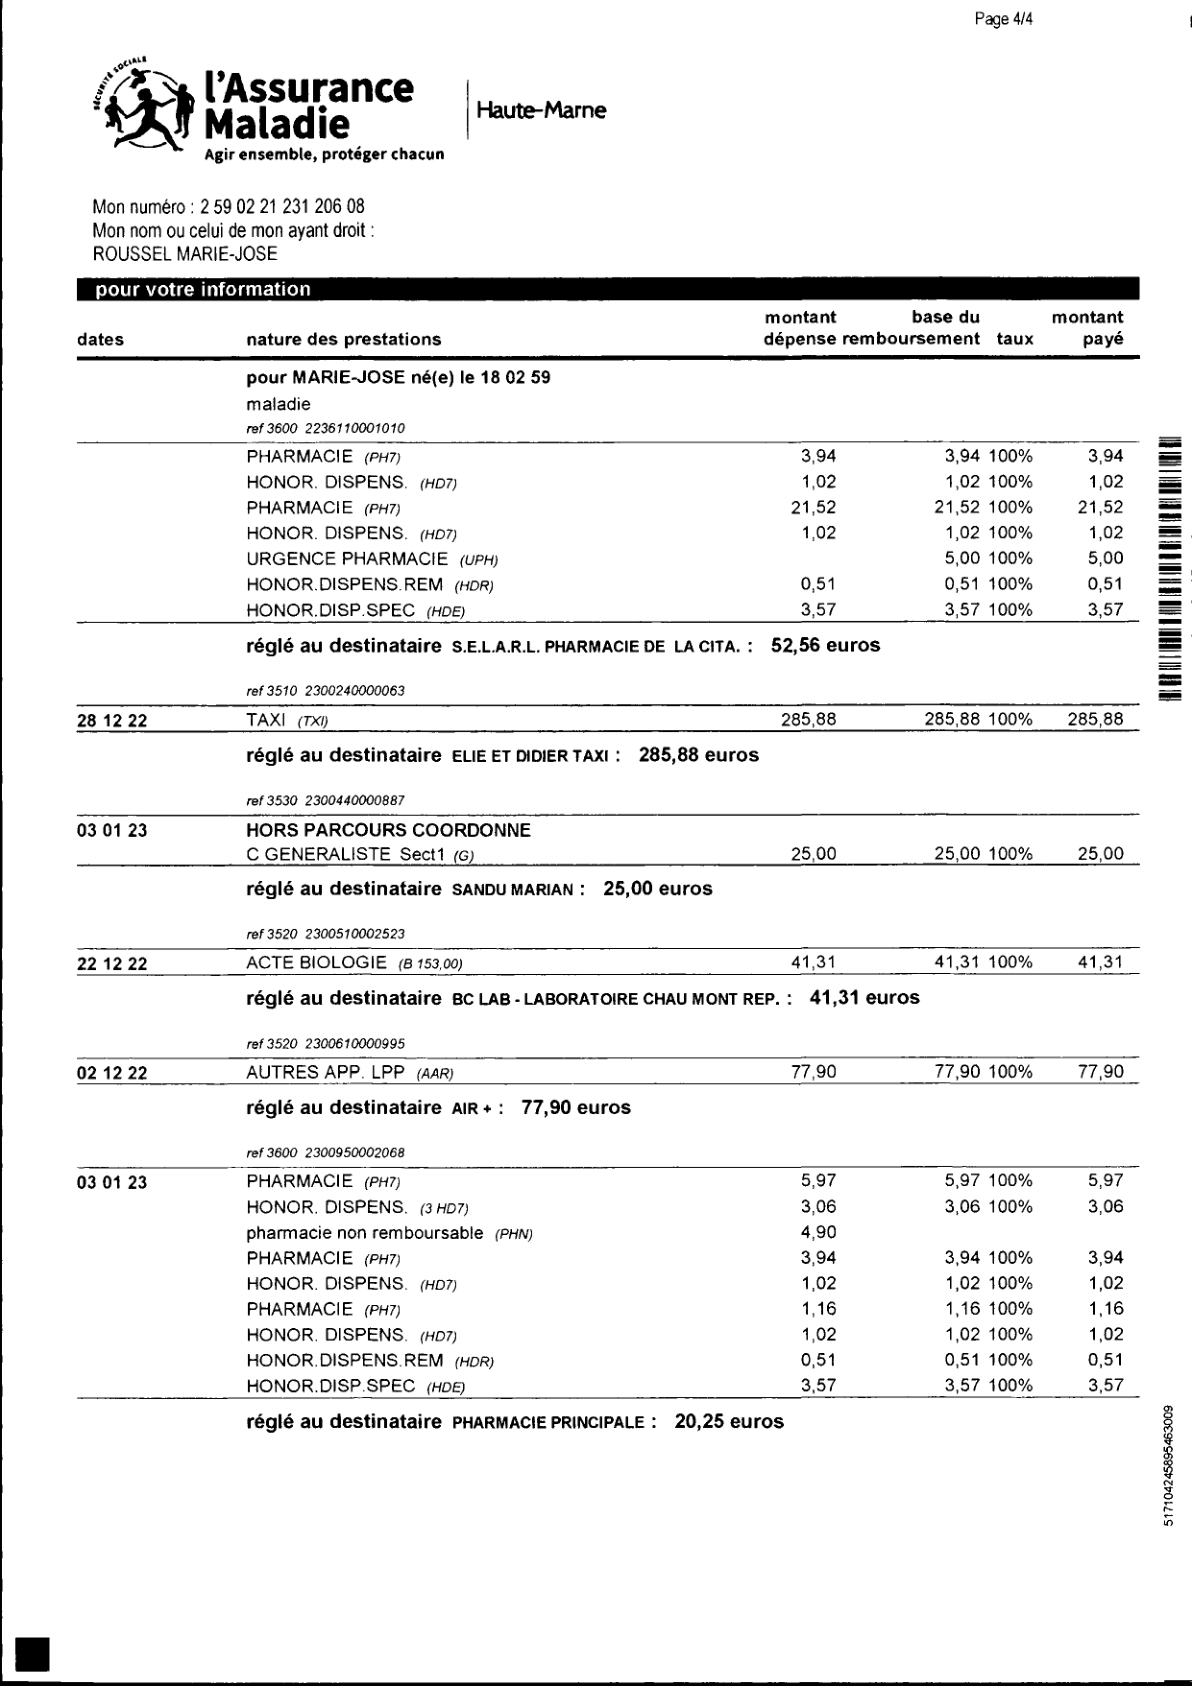 Page 4/4
SÉCURITÉ SOCIALE
l'Assurance
Maladie
Agir ensemble, protéger chacun
Haute-Marne
Mon numéro : 2 59 02 21 231 206 08
Mon nom ou celui de mon ayant droit :
ROUSSEL MARIE-JOSE
pour votre information
montant base du montant
dates nature des prestations dépense remboursement taux payé
pour MARIE-JOSE né(e) le 18 02 59
maladie
ref 3600 2236110001010
PHARMACIE (PH7) 3,94 3,94 100% 3,94
HONOR. DISPENS. (HD7) 1,02 1,02 100% 1,02
PHARMACIE (PH7) 21,52 21,52 100% 21,52
HONOR. DISPENS. (HD7) 1,02 1,02 100% 1,02
URGENCE PHARMACIE (UPH) 5,00 100% 5,00
HONOR.DISPENS.REM (HDR) 0,51 0,51 100% 0,51
HONOR.DISP.SPEC (HDE) 3,57 3,57 100% 3,57
réglé au destinataire S.E.L.A.R.L. PHARMACIE DE LA CITA. : 52,56 euros
ref 3510 2300240000063
28 12 22 TAXI (TXI) 285,88 285,88 100% 285,88
réglé au destinataire ELIE ET DIDIER TAXI : 285,88 euros
ref 3530 2300440000887
03 01 23 HORS PARCOURS COORDONNE
C GENERALISTE Sect1 (G) 25,00 25,00 100% 25,00
réglé au destinataire SANDU MARIAN : 25,00 euros
ref 3520 2300510002523
22 12 22 ACTE BIOLOGIE (B 153,00) 41,31 41,31 100% 41,31
réglé au destinataire BC LAB - LABORATOIRE CHAU MONT REP. : 41,31 euros
ref 3520 2300610000995
02 12 22 AUTRES APP. LPP (AAR) 77,90 77,90 100% 77,90
réglé au destinataire AIR + : 77,90 euros
ref 3600 2300950002068
03 01 23 PHARMACIE (PH7) 5,97 5,97 100% 5,97
HONOR. DISPENS. (3 HD7) 3,06 3,06 100% 3,06
pharmacie non remboursable (PHN) 4,90
PHARMACIE (PH7) 3,94 3,94 100% 3,94
HONOR. DISPENS. (HD7) 1,02 1,02 100% 1,02
PHARMACIE (PH7) 1,16 1,16 100% 1,16
HONOR. DISPENS. (HD7) 1,02 1,02 100% 1,02
HONOR.DISPENS.REM (HDR) 0,51 0,51 100% 0,51
HONOR.DISP.SPEC (HDE) 3,57 3,57 100% 3,57
réglé au destinataire PHARMACIE PRINCIPALE : 20,25 euros
517104245895463009